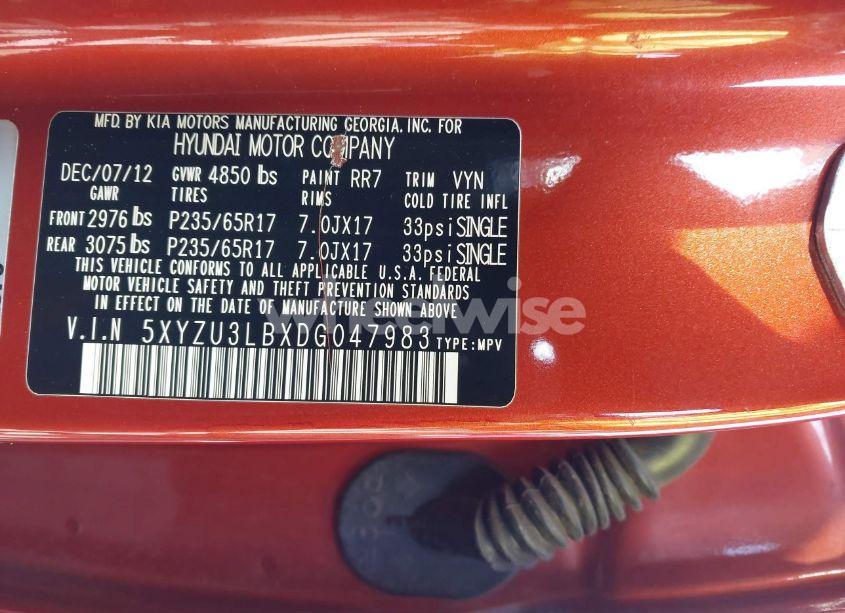 MFD. BY KIA MOTORS MANUFACTURING GEORGIA, INC. FOR
HYUNDAI MOTOR COMPANY
DEC/07/12 GVWR 4850 lbs PAINT RR7 TRIM VYN
GAWR TIRES RIMS COLD TIRE INFL
FRONT 2976 lbs P235/65R17 7.0JX17 33psi SINGLE
REAR 3075 lbs P235/65R17 7.0JX17 33psi SINGLE
THIS VEHICLE CONFORMS TO ALL APPLICABLE U.S.A. FEDERAL
MOTOR VEHICLE SAFETY AND THEFT PREVENTION STANDARDS
IN EFFECT ON THE DATE OF MANUFACTURE SHOWN ABOVE
V.I.N 5XYZU3LBXDG047983 TYPE:MPV
wheelwise